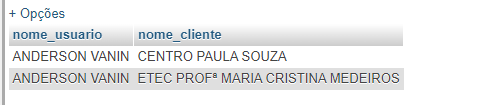 + Opções
nome_usuario nome_cliente
ANDERSON VANIN CENTRO PAULA SOUZA
ANDERSON VANIN ETEC PROFª MARIA CRISTINA MEDEIROS